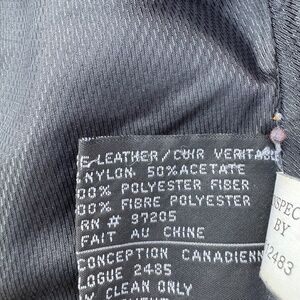 E-LEATHER/CUIR VERITABLE
NYLON 50% ACETATE
00% POLYESTER FIBER
00% FIBRE POLYESTER
RN # 97205
FAIT AU CHINE
CONCEPTION CANADIENN
LOGUE 2485
CLEAN ONLY
NSPEC
BY
2483